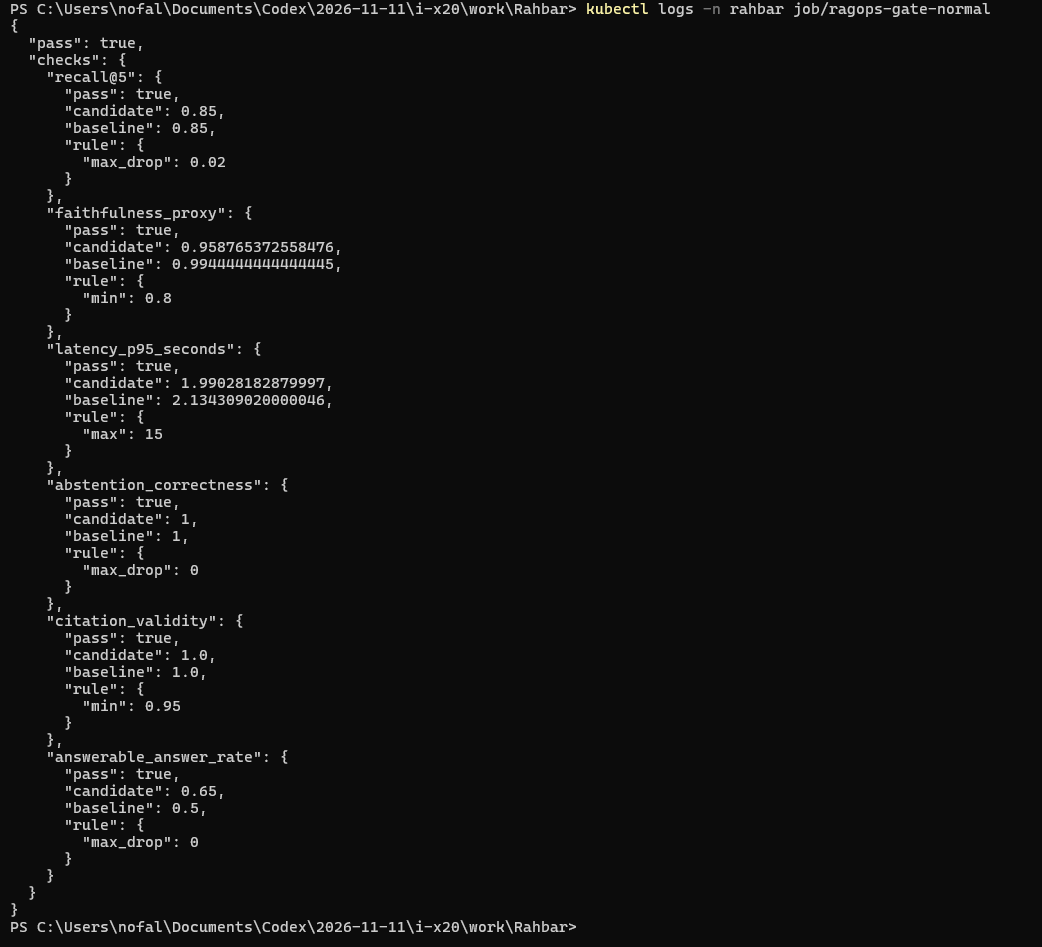 PS C:\Users\nofal\Documents\Codex\2026-11-11\i-x20\work\Rahbar> kubectl logs -n rahbar job/ragops-gate-normal
{
  "pass": true,
  "checks": {
    "recall@5": {
      "pass": true,
      "candidate": 0.85,
      "baseline": 0.85,
      "rule": {
        "max_drop": 0.02
      }
    },
    "faithfulness_proxy": {
      "pass": true,
      "candidate": 0.958765372558476,
      "baseline": 0.9944444444444445,
      "rule": {
        "min": 0.8
      }
    },
    "latency_p95_seconds": {
      "pass": true,
      "candidate": 1.99028182879997,
      "baseline": 2.134309020000046,
      "rule": {
        "max": 15
      }
    },
    "abstention_correctness": {
      "pass": true,
      "candidate": 1,
      "baseline": 1,
      "rule": {
        "max_drop": 0
      }
    },
    "citation_validity": {
      "pass": true,
      "candidate": 1.0,
      "baseline": 1.0,
      "rule": {
        "min": 0.95
      }
    },
    "answerable_answer_rate": {
      "pass": true,
      "candidate": 0.65,
      "baseline": 0.5,
      "rule": {
        "max_drop": 0
      }
    }
  }
}
PS C:\Users\nofal\Documents\Codex\2026-11-11\i-x20\work\Rahbar>